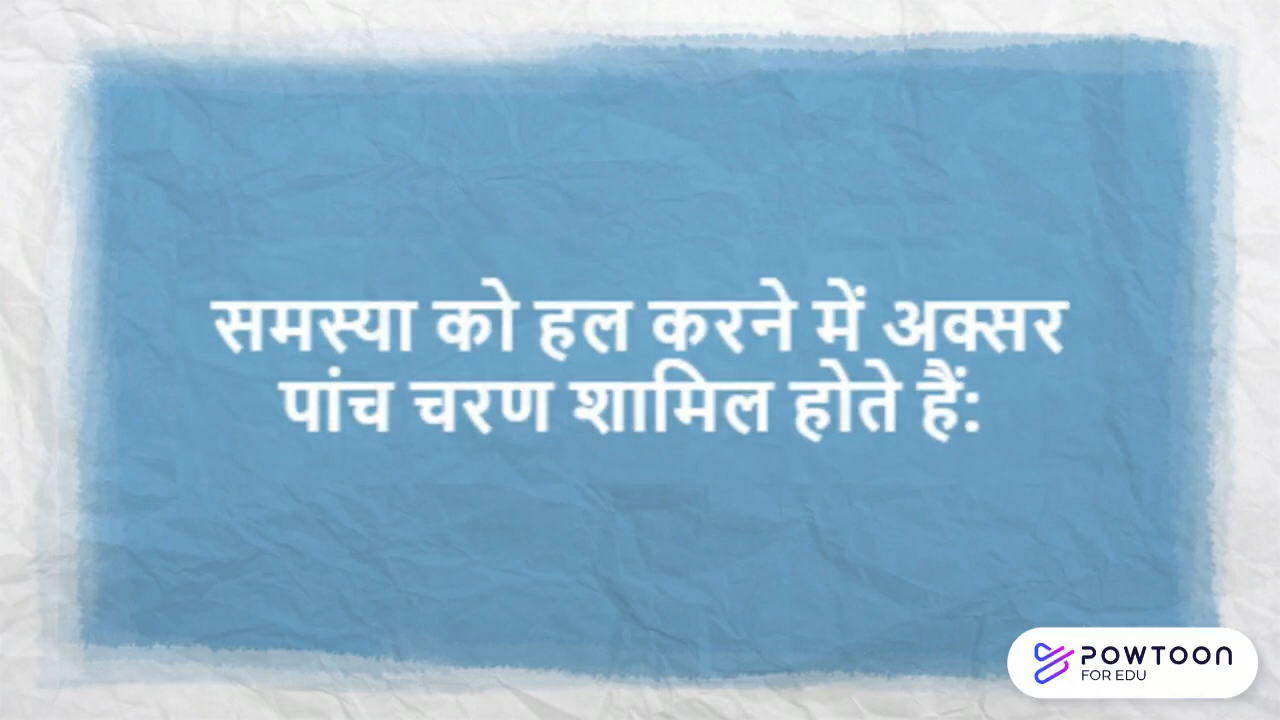 समस्या को हल करने में अक्सर
पांच चरण शामिल होते हैं:
POWTOON
FOR EDU